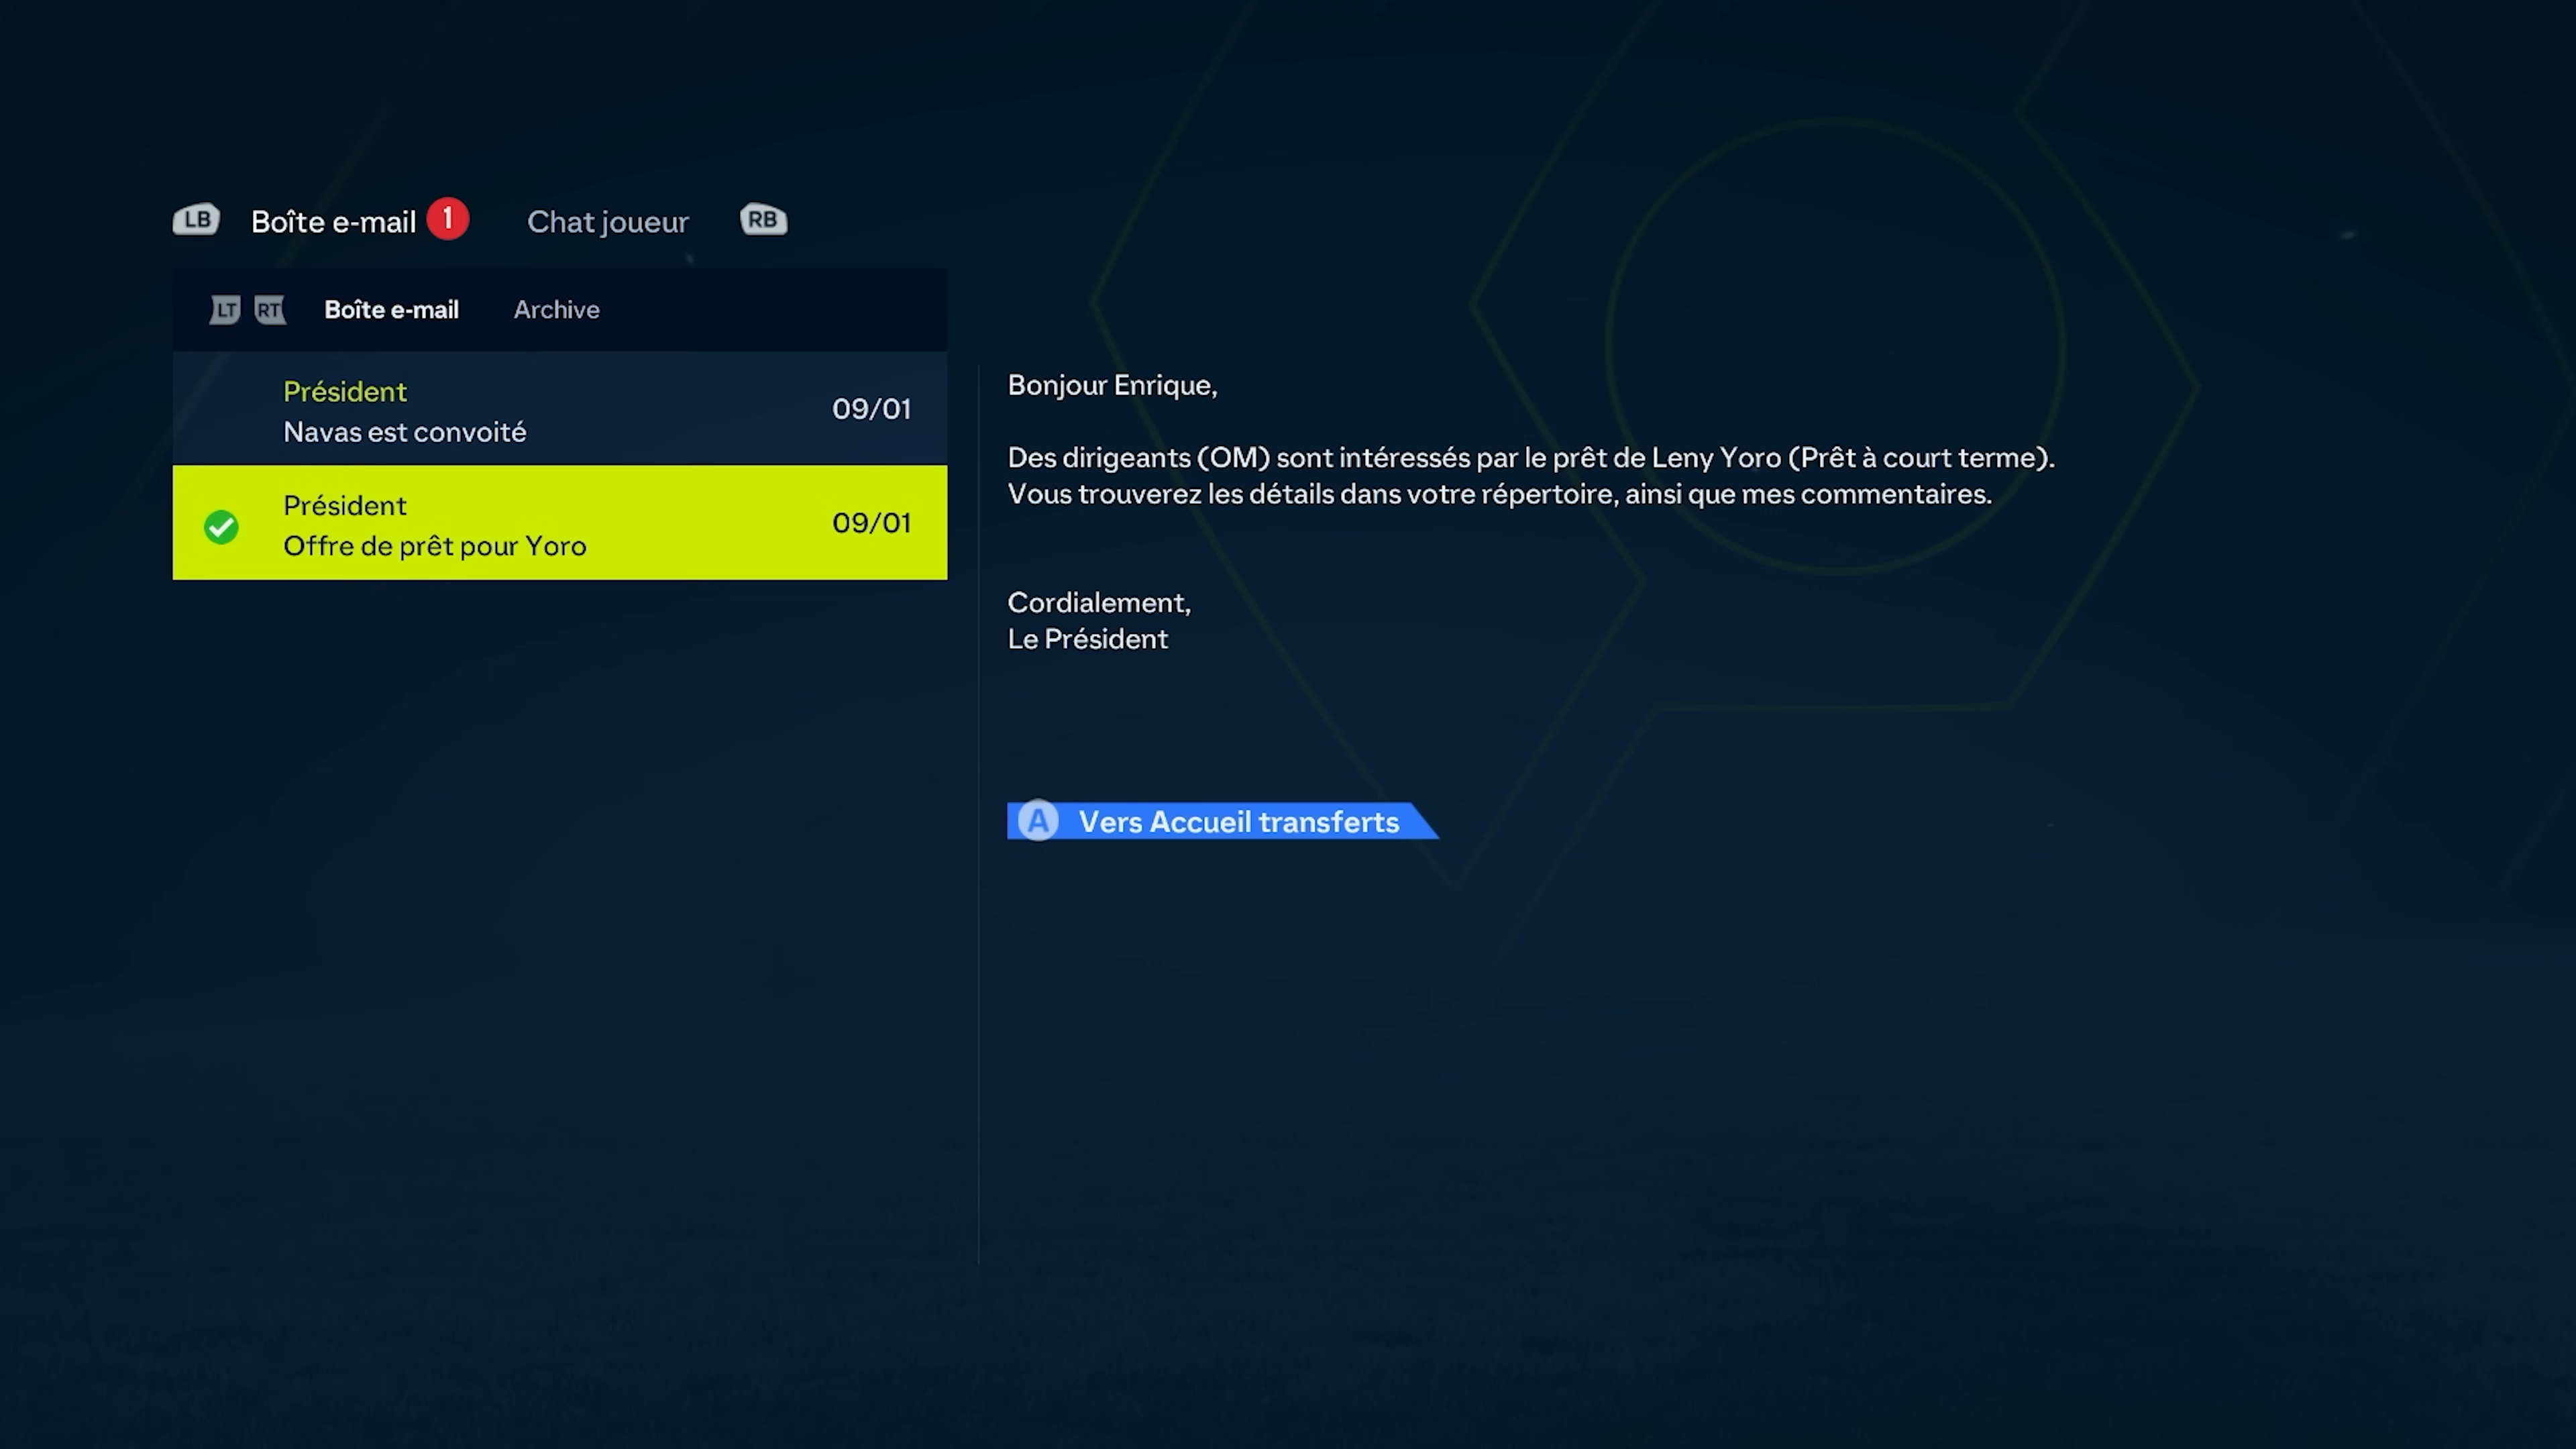 LB Boîte e-mail 1 Chat joueur RB
LT RT Boîte e-mail Archive
Président
Navas est convoité
09/01
Président
Offre de prêt pour Yoro
09/01
Bonjour Enrique,
Des dirigeants (OM) sont intéressés par le prêt de Leny Yoro (Prêt à court terme).
Vous trouverez les détails dans votre répertoire, ainsi que mes commentaires.
Cordialement,
Le Président
A Vers Accueil transferts